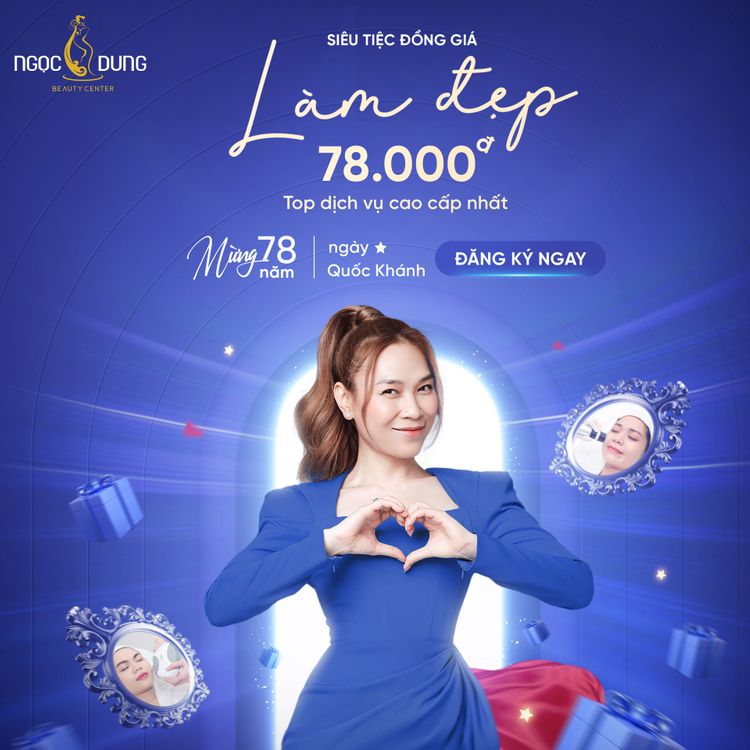 NGỌC DUNG
BEAUTY CENTER
SIÊU TIỆC ĐỒNG GIÁ
Làm đẹp
78.000đ
Top dịch vụ cao cấp nhất
Mừng 78 năm
ngày
Quốc Khánh
ĐĂNG KÝ NGAY